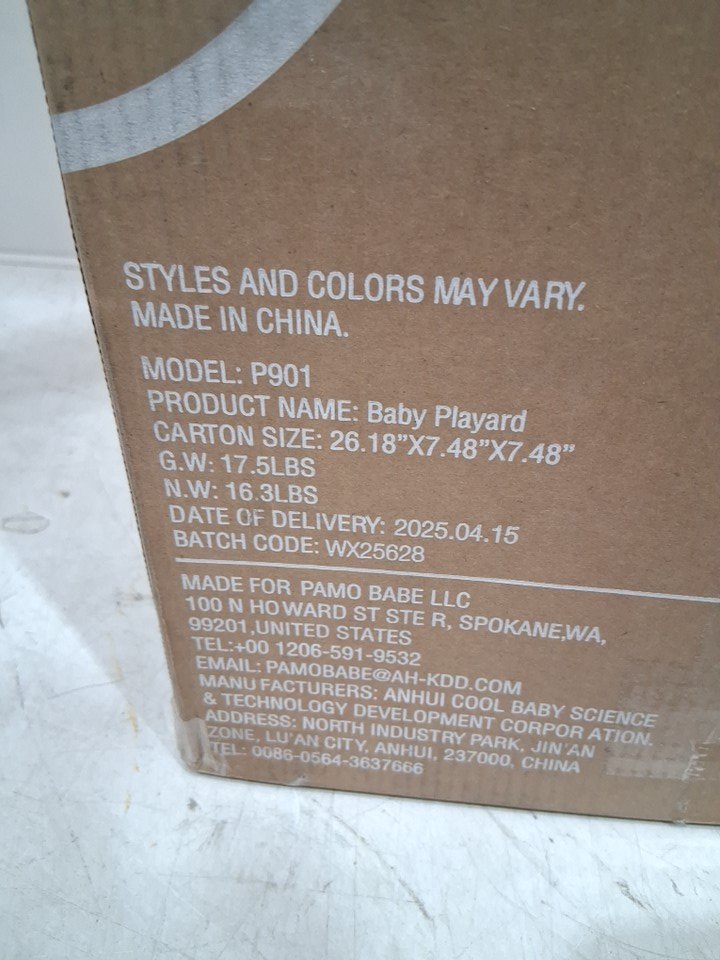 STYLES AND COLORS MAY VARY.
MADE IN CHINA.
MODEL: P901
PRODUCT NAME: Baby Playard
CARTON SIZE: 26.18”X7.48”X7.48”
G.W: 17.5LBS
N.W: 16.3LBS
DATE OF DELIVERY: 2025.04.15
BATCH CODE: WX25628
MADE FOR PAMO BABE LLC
100 N HOWARD ST STE R, SPOKANE,WA,
99201,UNITED STATES
TEL:+00 1206-591-9532
EMAIL: PAMOBABE@AH-KDD.COM
MANU FACTURERS: ANHUI COOL BABY SCIENCE
& TECHNOLOGY DEVELOPMENT CORPOR ATION.
ADDRESS: NORTH INDUSTRY PARK, JIN'AN
ZONE, LU'AN CITY, ANHUI, 237000, CHINA
TEL: 0086-0564-3637666